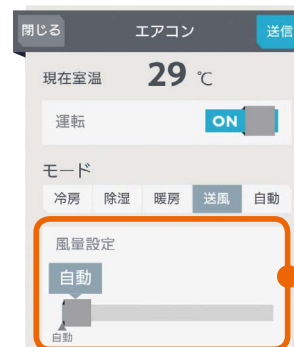 閉じる エアコン 送信
現在室温 29 ℃
運転 ON
モード
冷房 除湿 暖房 送風 自動
風量設定
自動
自動